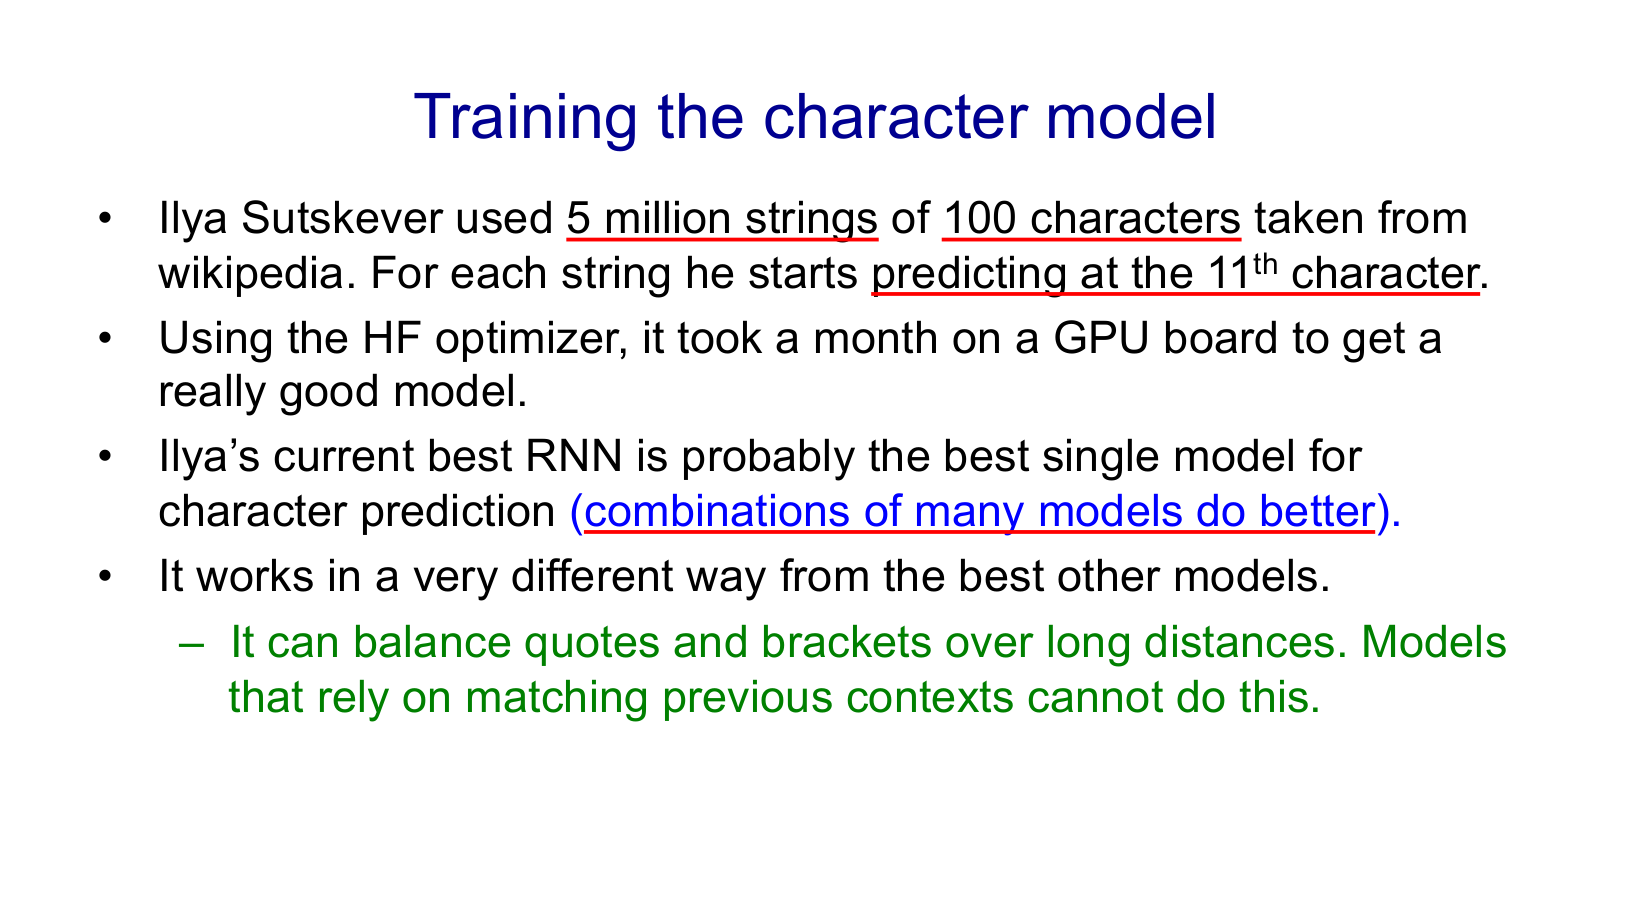 Training the character model
• Ilya Sutskever used 5 million strings of 100 characters taken from
wikipedia. For each string he starts predicting at the 11th character.
• Using the HF optimizer, it took a month on a GPU board to get a
really good model.
• Ilya’s current best RNN is probably the best single model for
character prediction (combinations of many models do better).
• It works in a very different way from the best other models.
– It can balance quotes and brackets over long distances. Models
that rely on matching previous contexts cannot do this.